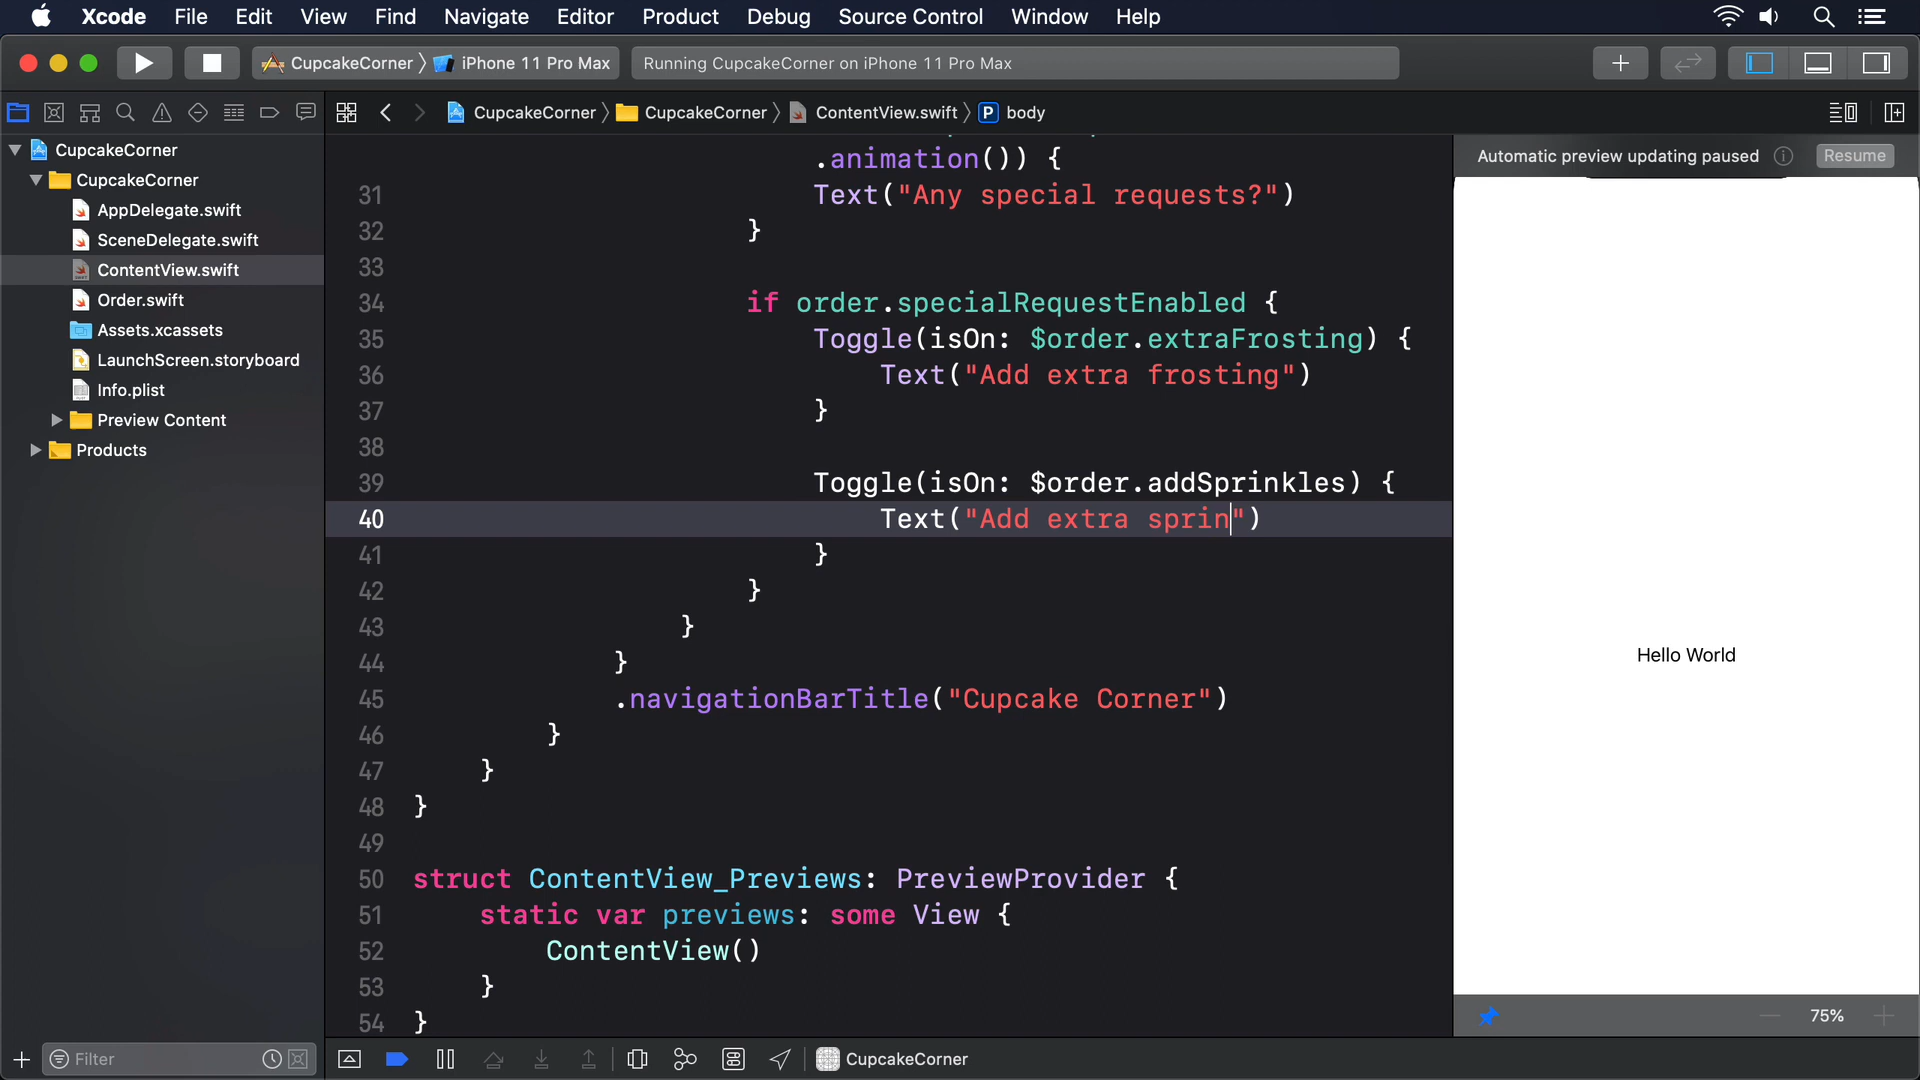 Xcode File Edit View Find Navigate Editor Product Debug Source Control Window Help
CupcakeCorner 〉 iPhone 11 Pro Max
Running CupcakeCorner on iPhone 11 Pro Max
CupcakeCorner 〉 CupcakeCorner 〉 ContentView.swift 〉 P body
CupcakeCorner
CupcakeCorner
AppDelegate.swift
SceneDelegate.swift
ContentView.swift
Order.swift
Assets.xcassets
LaunchScreen.storyboard
Info.plist
Preview Content
Products
Filter
.animation()) {
31 Text("Any special requests?")
32 }
33
34 if order.specialRequestEnabled {
35 Toggle(isOn: $order.extraFrosting) {
36 Text("Add extra frosting")
37 }
38
39 Toggle(isOn: $order.addSprinkles) {
40 Text("Add extra sprin")
41 }
42 }
43 }
44 }
45 .navigationBarTitle("Cupcake Corner")
46 }
47 }
48 }
49
50 struct ContentView_Previews: PreviewProvider {
51 static var previews: some View {
52 ContentView()
53 }
54 }
CupcakeCorner
Automatic preview updating paused
Resume
Hello World
75%